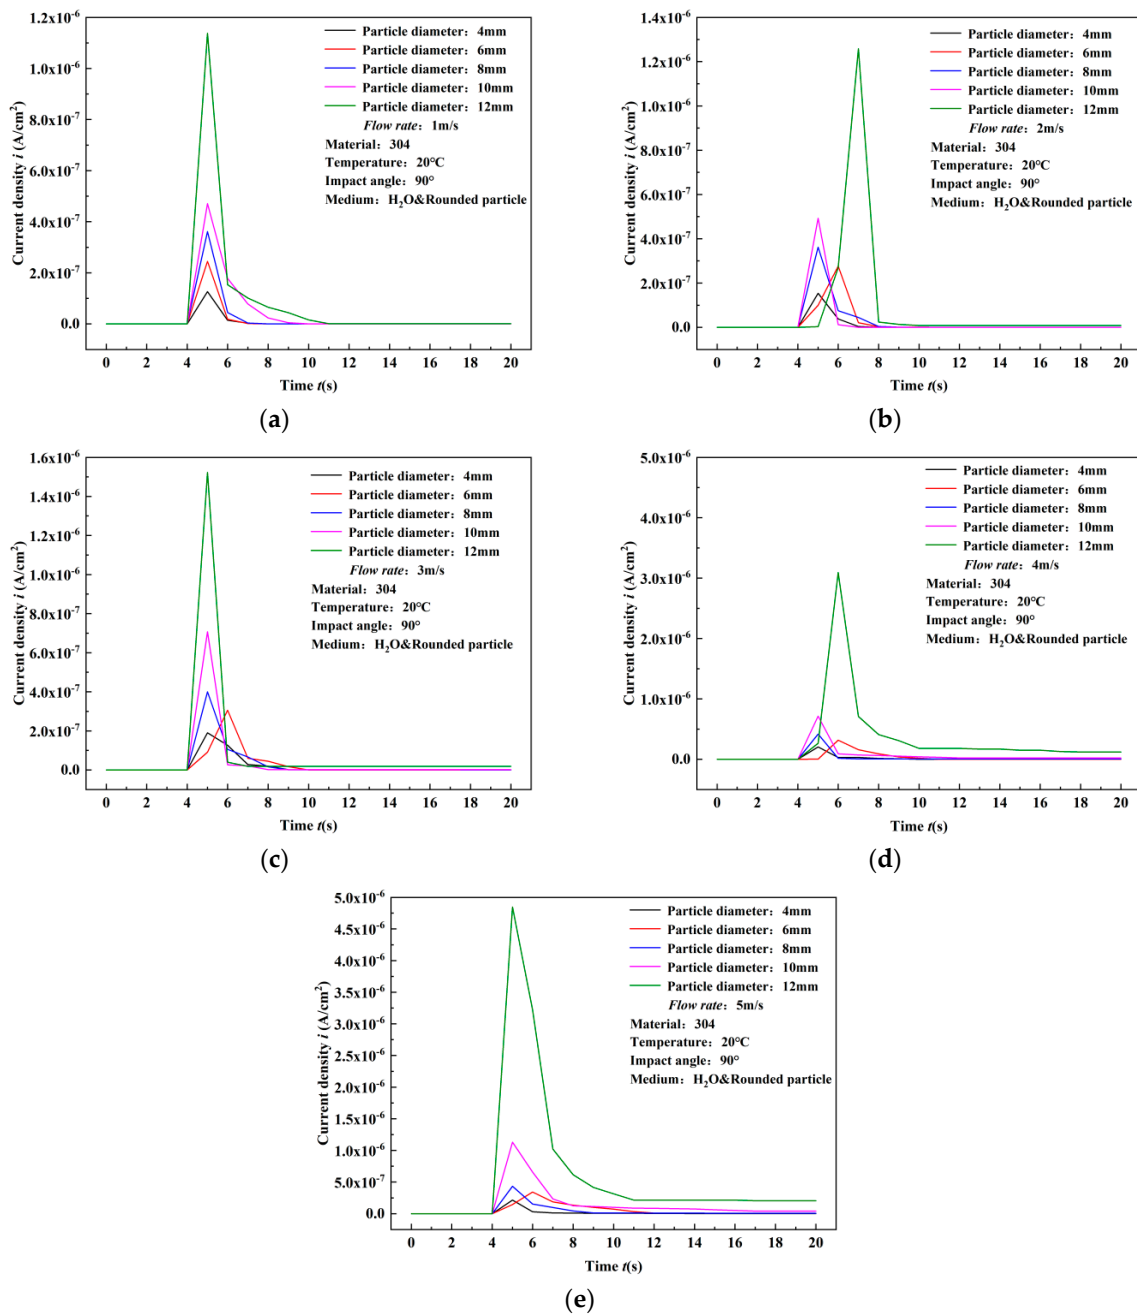 1.2x10⁻⁶
1.0x10⁻⁶
8.0x10⁻⁷
6.0x10⁻⁷
4.0x10⁻⁷
2.0x10⁻⁷
0.0
Current density i (A/cm²)
Particle diameter：4mm
Particle diameter：6mm
Particle diameter：8mm
Particle diameter：10mm
Particle diameter：12mm
Flow rate：1m/s
Material：304
Temperature：20°C
Impact angle：90°
Medium：H₂O&Rounded particle
0 2 4 6 8 10 12 14 16 18 20
Time t(s)
(a)
1.4x10⁻⁶
1.2x10⁻⁶
1.0x10⁻⁶
8.0x10⁻⁷
6.0x10⁻⁷
4.0x10⁻⁷
2.0x10⁻⁷
0.0
Current density i (A/cm²)
Particle diameter：4mm
Particle diameter：6mm
Particle diameter：8mm
Particle diameter：10mm
Particle diameter：12mm
Flow rate：2m/s
Material：304
Temperature：20°C
Impact angle：90°
Medium：H₂O&Rounded particle
0 2 4 6 8 10 12 14 16 18 20
Time t(s)
(b)
1.6x10⁻⁶
1.4x10⁻⁶
1.2x10⁻⁶
1.0x10⁻⁶
8.0x10⁻⁷
6.0x10⁻⁷
4.0x10⁻⁷
2.0x10⁻⁷
0.0
Current density i (A/cm²)
Particle diameter：4mm
Particle diameter：6mm
Particle diameter：8mm
Particle diameter：10mm
Particle diameter：12mm
Flow rate：3m/s
Material：304
Temperature：20°C
Impact angle：90°
Medium：H₂O&Rounded particle
0 2 4 6 8 10 12 14 16 18 20
Time t(s)
(c)
5.0x10⁻⁶
4.0x10⁻⁶
3.0x10⁻⁶
2.0x10⁻⁶
1.0x10⁻⁶
0.0
Current density i (A/cm²)
Particle diameter：4mm
Particle diameter：6mm
Particle diameter：8mm
Particle diameter：10mm
Particle diameter：12mm
Flow rate：4m/s
Material：304
Temperature：20°C
Impact angle：90°
Medium：H₂O&Rounded particle
0 2 4 6 8 10 12 14 16 18 20
Time t(s)
(d)
5.0x10⁻⁶
4.5x10⁻⁶
4.0x10⁻⁶
3.5x10⁻⁶
3.0x10⁻⁶
2.5x10⁻⁶
2.0x10⁻⁶
1.5x10⁻⁶
1.0x10⁻⁶
5.0x10⁻⁷
0.0
Current density i (A/cm²)
Particle diameter：4mm
Particle diameter：6mm
Particle diameter：8mm
Particle diameter：10mm
Particle diameter：12mm
Flow rate：5m/s
Material：304
Temperature：20°C
Impact angle：90°
Medium：H₂O&Rounded particle
0 2 4 6 8 10 12 14 16 18 20
Time t(s)
(e)